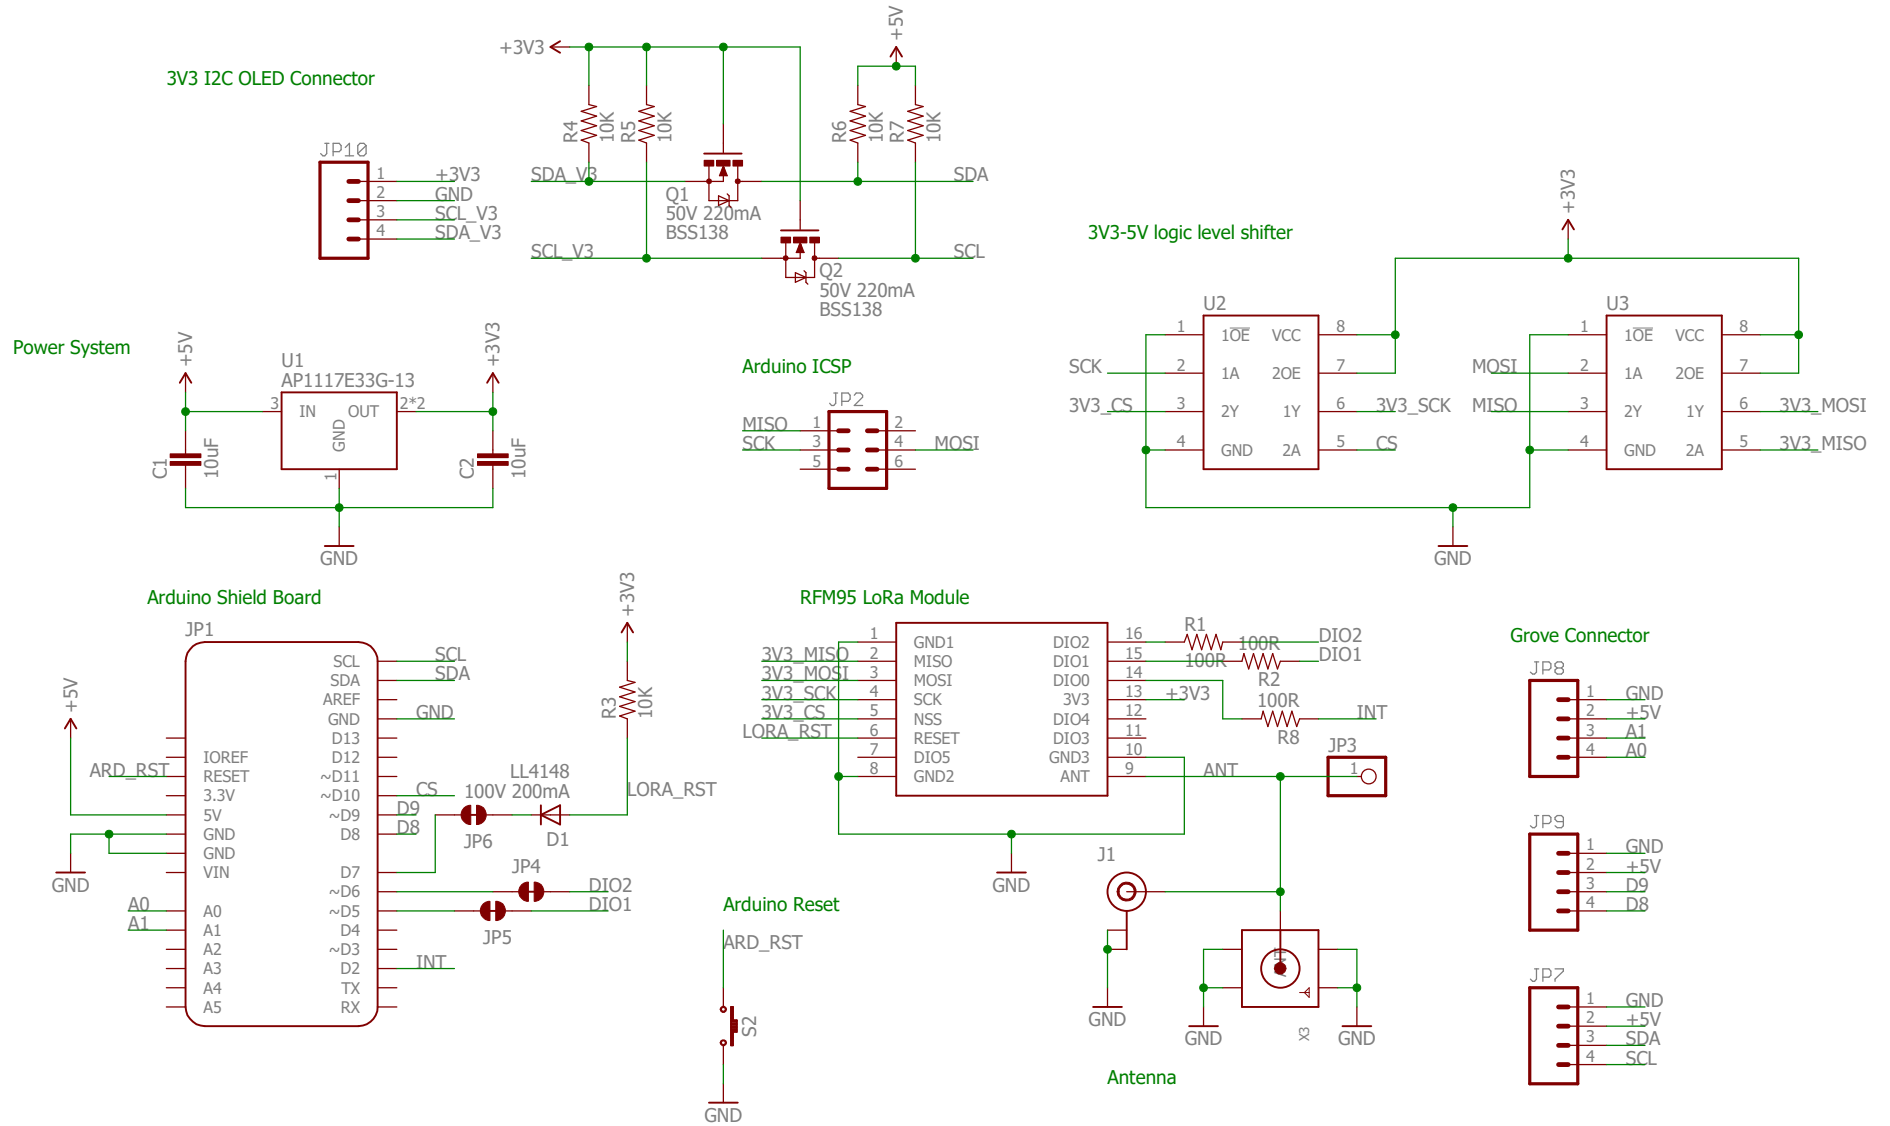 3V3 I2C OLED Connector
JP10
1 +3V3
2 GND
3 SCL_V3
4 SDA_V3
+3V3
+5V
R4 10K
R5 10K
R6 10K
R7 10K
SDA_V3
SDA
Q1
50V 220mA
BSS138
SCL_V3
SCL
Q2
50V 220mA
BSS138
Power System
+5V
+3V3
U1
AP1117E33G-13
3 IN OUT 2*2
GND
1
C1 10uF
C2 10uF
GND
Arduino ICSP
JP2
MISO 1 2
SCK 3 4 MOSI
5 6
3V3-5V logic level shifter
+3V3
U2
1 1OE VCC 8
SCK 2 1A 2OE 7
3V3_CS 3 2Y 1Y 6 3V3_SCK
4 GND 2A 5 CS
U3
1 1OE VCC 8
MOSI 2 1A 2OE 7
MISO 3 2Y 1Y 6 3V3_MOSI
4 GND 2A 5 3V3_MISO
GND
Arduino Shield Board
JP1
SCL SCL
SDA SDA
AREF
GND GND
D13
IOREF D12
ARD_RST RESET ~D11
3.3V ~D10 CS
5V ~D9 D9
GND D8 D8
GND
VIN D7
~D6 DIO2
A0 A0 ~D5 DIO1
A1 A1 D4
A2 ~D3
A3 D2 INT
A4 TX
A5 RX
+5V
GND
+3V3
R3 10K
LL4148
100V 200mA
LORA_RST
JP6
D1
JP4
JP5
Arduino Reset
ARD_RST
S2
GND
RFM95 LoRa Module
1 GND1 DIO2 16
3V3_MISO 2 MISO DIO1 15
3V3_MOSI 3 MOSI DIO0 14
3V3_SCK 4 SCK 3V3 13 +3V3
3V3_CS 5 NSS DIO4 12
LORA_RST 6 RESET DIO3 11
7 DIO5 GND3 10
8 GND2 ANT 9 ANT
R1
100R
DIO2
100R
DIO1
R2
100R
INT
R8
JP3
1
GND
J1
GND
GND
X3
GND
Antenna
Grove Connector
JP8
1 GND
2 +5V
3 A1
4 A0
JP9
1 GND
2 +5V
3 D9
4 D8
JP7
1 GND
2 +5V
3 SDA
4 SCL